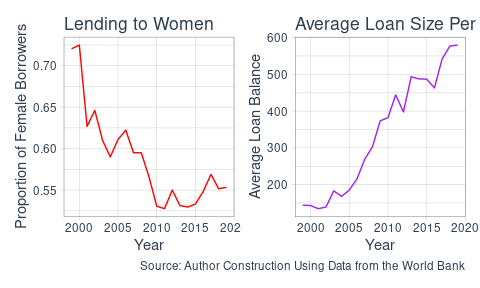 Lending to Women
Proportion of Female Borrowers
0.70
0.65
0.60
0.55
2000
2005
2010
2015
202
Year
Average Loan Size Per
Average Loan Balance
600
500
400
300
200
2000
2005
2010
2015
2020
Year
Source: Author Construction Using Data from the World Bank